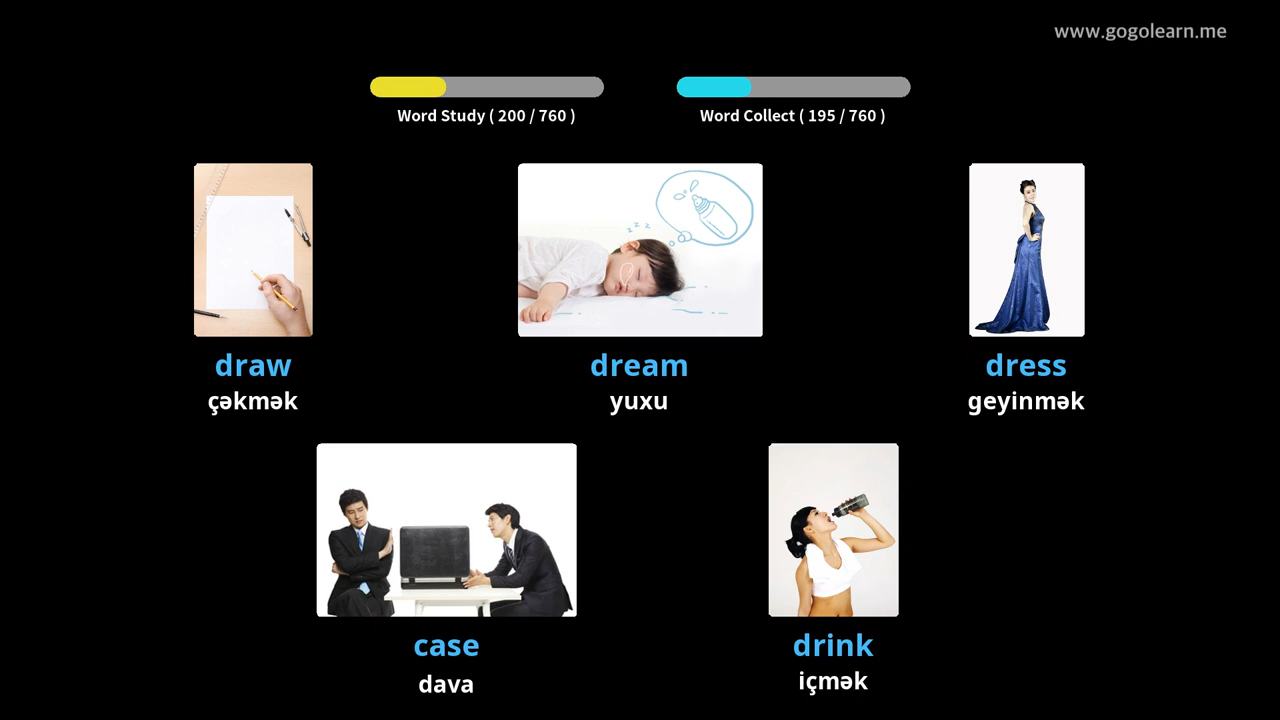 www.gogolearn.me
Word Study ( 200 / 760 )
Word Collect ( 195 / 760 )
draw
çəkmək
dream
yuxu
dress
geyinmək
case
dava
drink
içmək